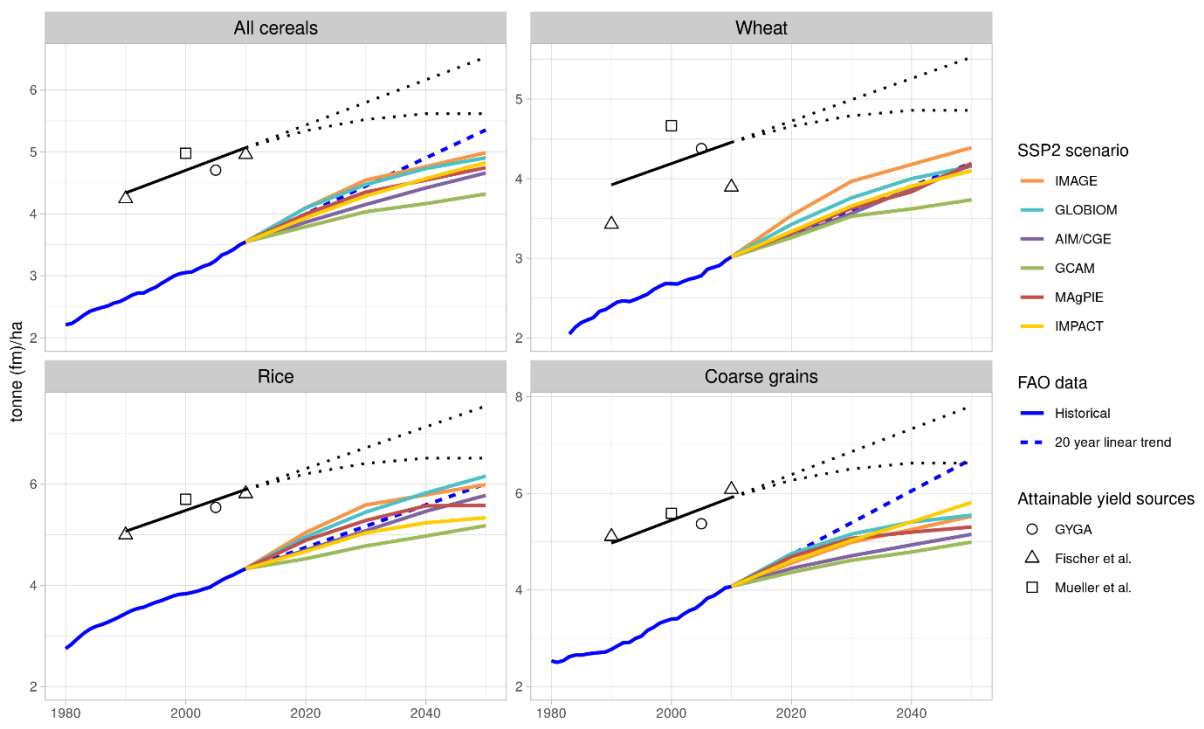 All cereals
Wheat
6
5
4
3
2
5
4
3
2
Rice
Coarse grains
6
4
2
8
6
4
2
1980
2000
2020
2040
1980
2000
2020
2040
tonne (fm)/ha
SSP2 scenario
IMAGE
GLOBIOM
AIM/CGE
GCAM
MAgPIE
IMPACT
FAO data
Historical
20 year linear trend
Attainable yield sources
GYGA
Fischer et al.
Mueller et al.